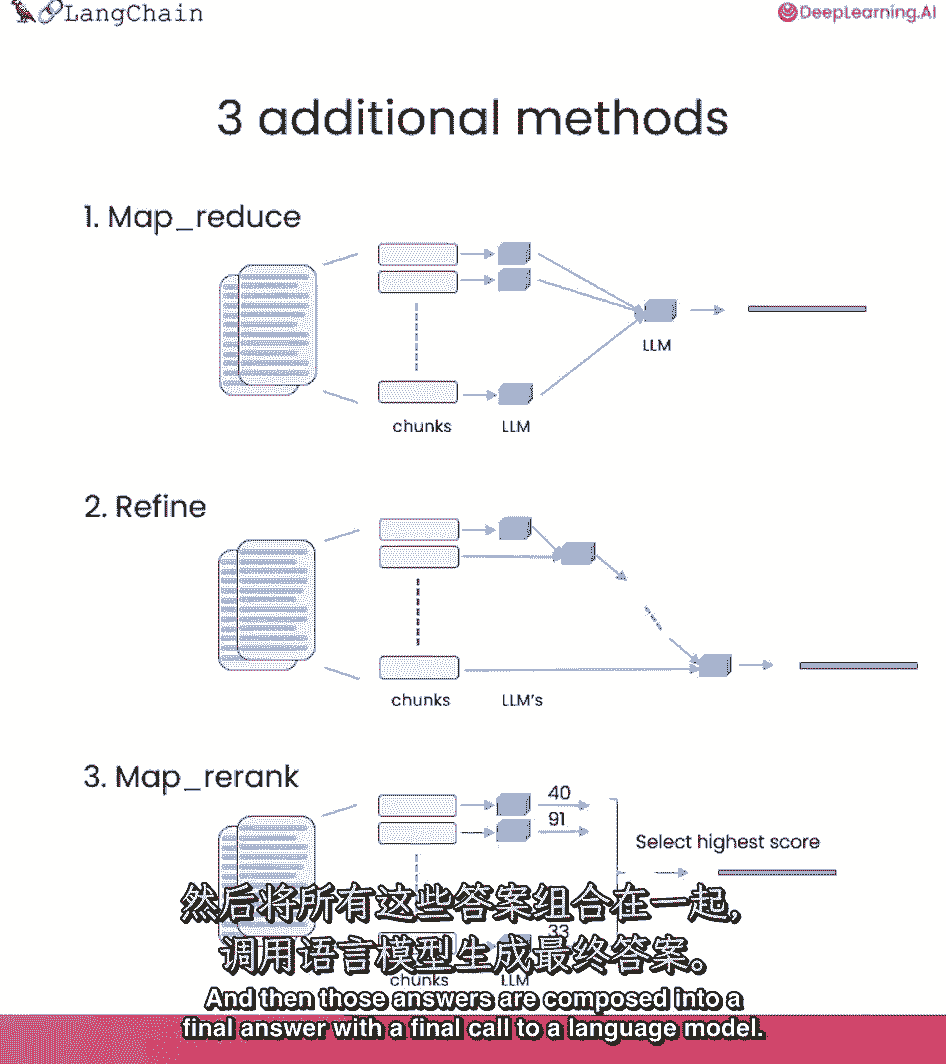 LangChain
DeepLearning.AI
3 additional methods
1. Map_reduce
LLM
chunks
LLM
2. Refine
chunks
LLM's
3. Map_rerank
40
91
Select highest score
33
chunks
LLM
然后将所有这些答案组合在一起,
调用语言模型生成最终答案。
And then those answers are composed into a
final answer with a final call to a language model.